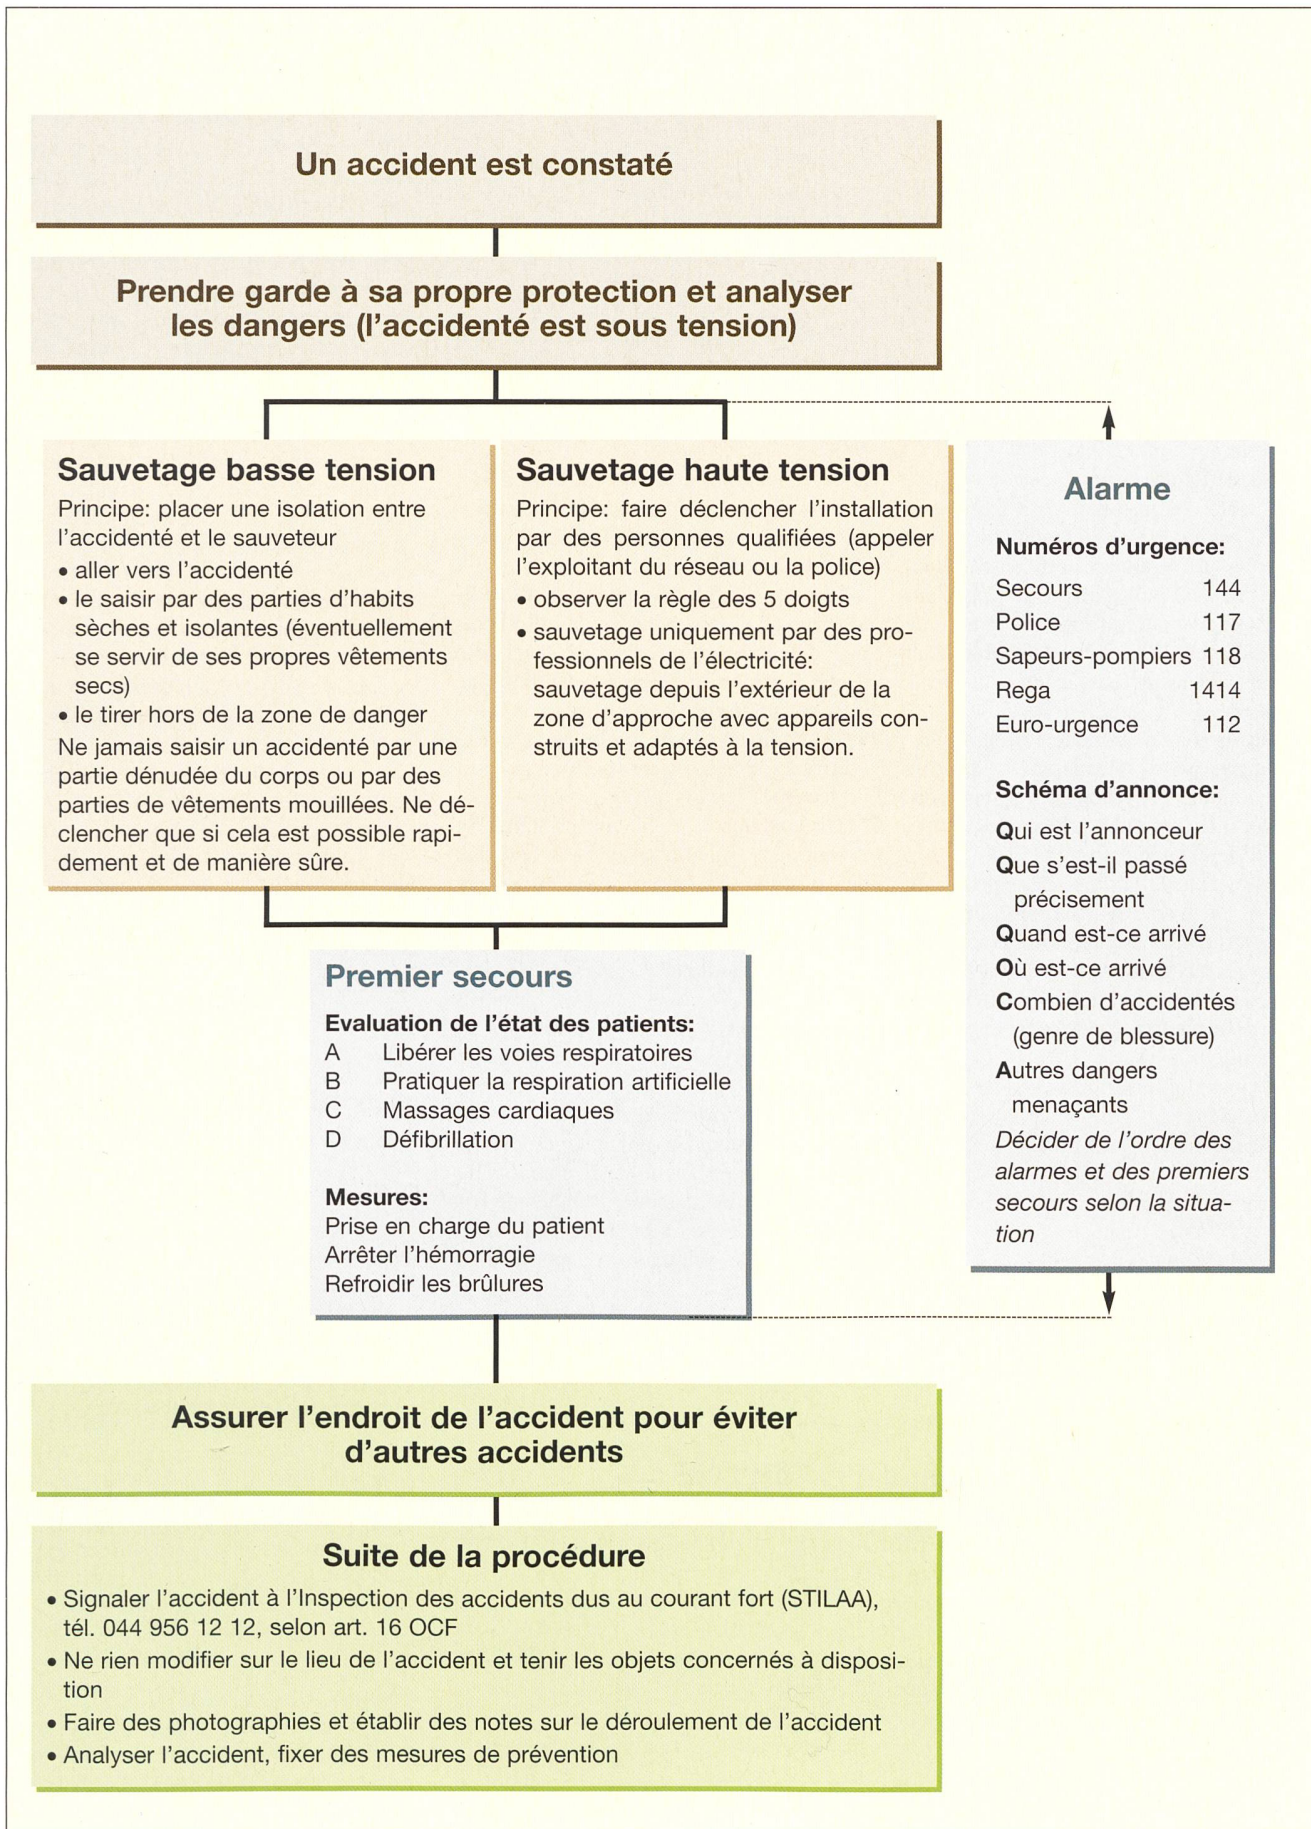 Un accident est constaté
Prendre garde à sa propre protection et analyser
les dangers (l'accidenté est sous tension)
Sauvetage basse tension
Principe: placer une isolation entre
l'accidenté et le sauveteur
• aller vers l'accidenté
• le saisir par des parties d'habits
sèches et isolantes (éventuellement
se servir de ses propres vêtements
secs)
• le tirer hors de la zone de danger
Ne jamais saisir un accidenté par une
partie dénudée du corps ou par des
parties de vêtements mouillées. Ne dé-
clencher que si cela est possible rapi-
dement et de manière sûre.
Sauvetage haute tension
Principe: faire déclencher l'installation
par des personnes qualifiées (appeler
l'exploitant du réseau ou la police)
• observer la règle des 5 doigts
• sauvetage uniquement par des pro-
fessionnels de l'électricité:
sauvetage depuis l'extérieur de la
zone d'approche avec appareils con-
struits et adaptés à la tension.
Alarme
Numéros d'urgence:
Secours 144
Police 117
Sapeurs-pompiers 118
Rega 1414
Euro-urgence 112
Schéma d'annonce:
Qui est l'annonceur
Que s'est-il passé
précisement
Quand est-ce arrivé
Où est-ce arrivé
Combien d'accidentés
(genre de blessure)
Autres dangers
menaçants
Décider de l'ordre des
alarmes et des premiers
secours selon la situa-
tion
Premier secours
Evaluation de l'état des patients:
A Libérer les voies respiratoires
B Pratiquer la respiration artificielle
C Massages cardiaques
D Défibrillation
Mesures:
Prise en charge du patient
Arrêter l'hémorragie
Refroidir les brûlures
Assurer l'endroit de l'accident pour éviter
d'autres accidents
Suite de la procédure
• Signaler l'accident à l'Inspection des accidents dus au courant fort (STILAA),
tél. 044 956 12 12, selon art. 16 OCF
• Ne rien modifier sur le lieu de l'accident et tenir les objets concernés à disposi-
tion
• Faire des photographies et établir des notes sur le déroulement de l'accident
• Analyser l'accident, fixer des mesures de prévention